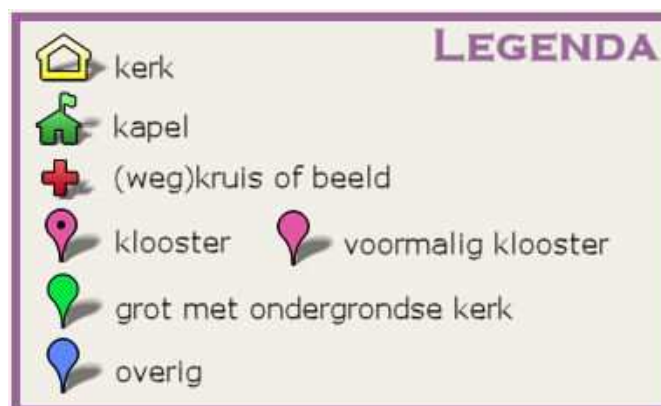 LEGENDA
kerk
kapel
(weg)kruis of beeld
klooster voormalig klooster
grot met ondergrondse kerk
overig